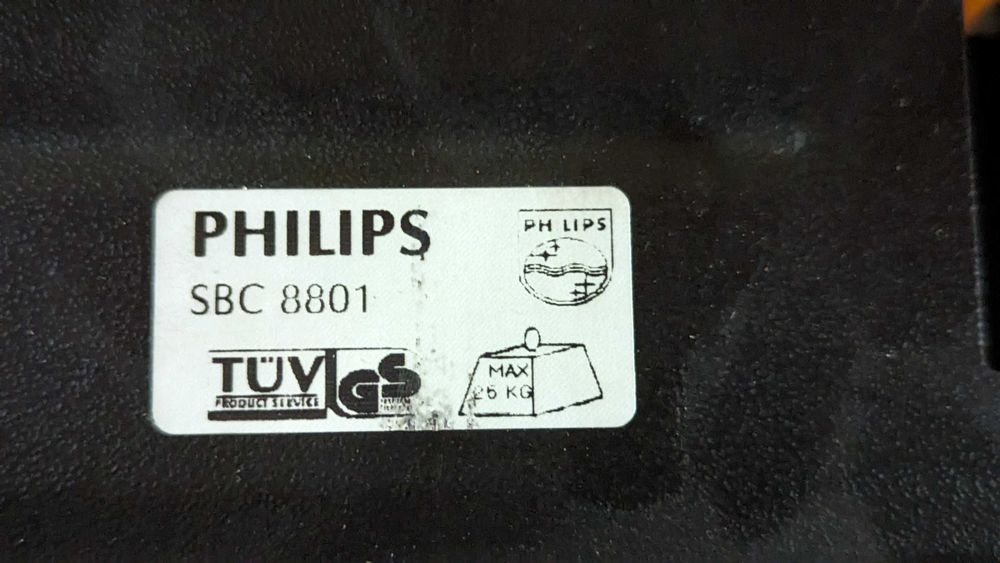 PHILIPS
PH LIPS
SBC 8801
TÜV GS
PRODUCT SERVICE
MAX
25 KG